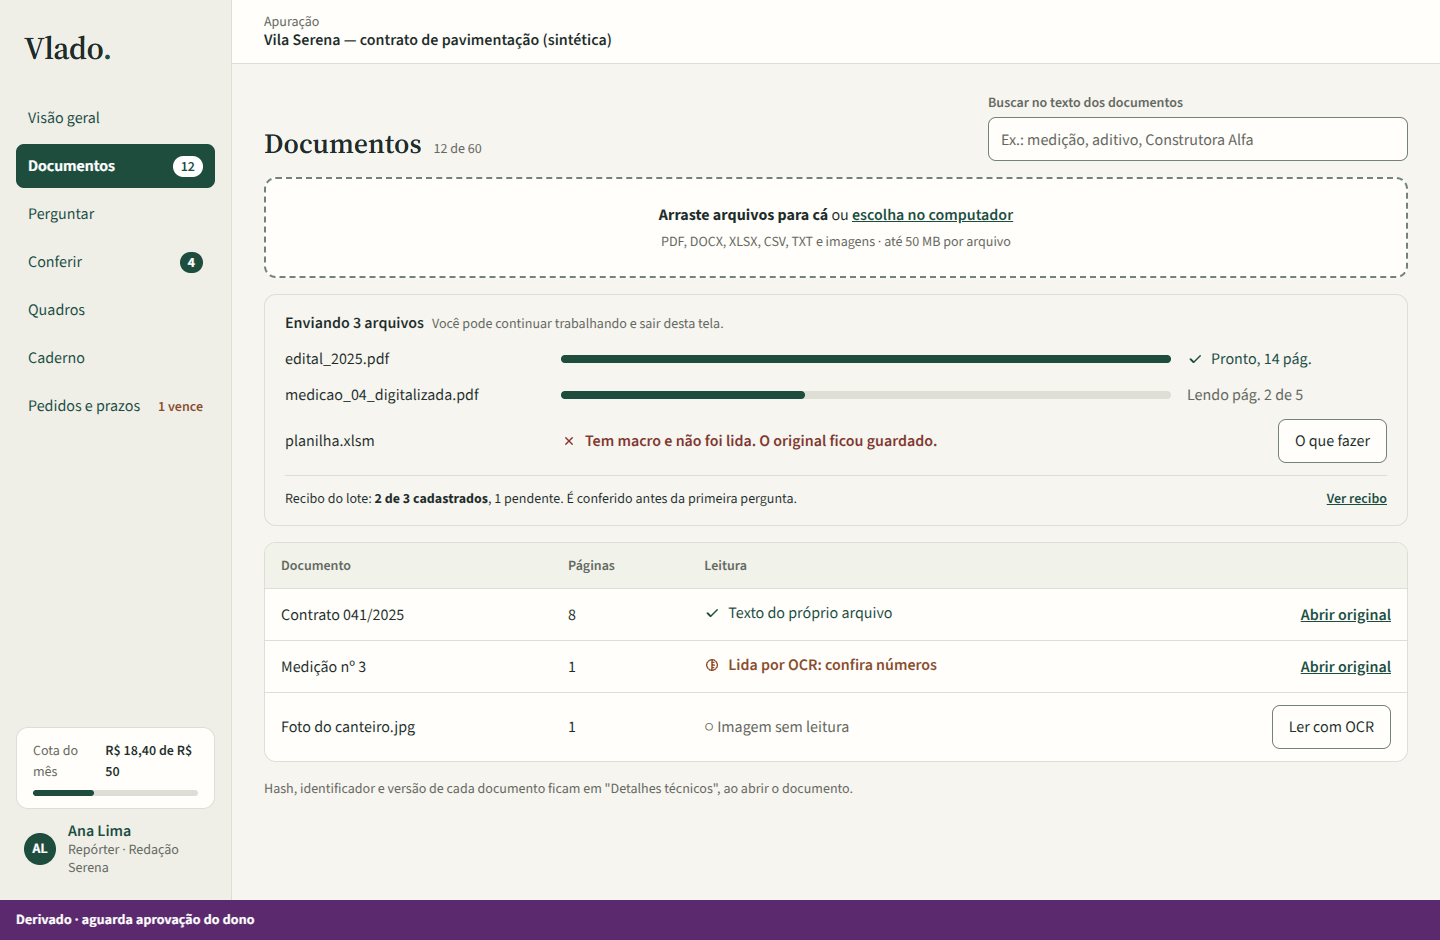 Vlado.
Visão geral
Documentos 12
Perguntar
Conferir 4
Quadros
Caderno
Pedidos e prazos 1 vence
Cota do mês R$ 18,40 de R$ 50
AL
Ana Lima
Repórter · Redação
Serena
Apuração
Vila Serena — contrato de pavimentação (sintética)
Documentos 12 de 60
Buscar no texto dos documentos
Ex.: medição, aditivo, Construtora Alfa
Arraste arquivos para cá ou escolha no computador
PDF, DOCX, XLSX, CSV, TXT e imagens · até 50 MB por arquivo
Enviando 3 arquivos Você pode continuar trabalhando e sair desta tela.
edital_2025.pdf Pronto, 14 pág.
medicao_04_digitalizada.pdf Lendo pág. 2 de 5
planilha.xlsm Tem macro e não foi lida. O original ficou guardado. O que fazer
Recibo do lote: 2 de 3 cadastrados, 1 pendente. É conferido antes da primeira pergunta. Ver recibo
Documento Páginas Leitura
Contrato 041/2025 8 Texto do próprio arquivo Abrir original
Medição nº 3 1 Lida por OCR: confira números Abrir original
Foto do canteiro.jpg 1 Imagem sem leitura Ler com OCR
Hash, identificador e versão de cada documento ficam em "Detalhes técnicos", ao abrir o documento.
Derivado · aguarda aprovação do dono